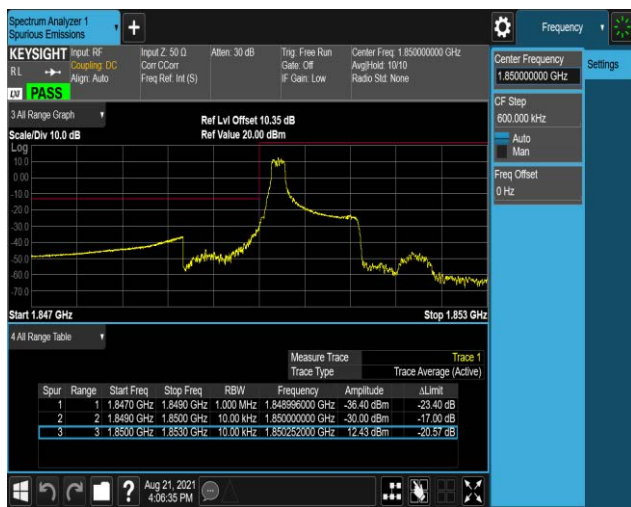 Spectrum Analyzer 1
Spurious Emissions
Frequency
KEYSIGHT Input: RF Input Z: 50 Ω Atten: 30 dB Trig: Free Run Center Freq: 1.850000000 GHz
RL Coupling: DC Corr CCorr Gate: Off Avg|Hold: 10/10
Align: Auto Freq Ref: Int (S) IF Gain: Low Radio Std: None
LXI PASS
Center Frequency
1.850000000 GHz
Settings
CF Step
600.000 kHz
Auto
Man
Freq Offset
0 Hz
3 All Range Graph
Ref Lvl Offset 10.35 dB
Scale/Div 10.0 dB Ref Value 20.00 dBm
Log
10.0
0.00
-10.0
-20.0
-30.0
-40.0
-50.0
-60.0
-70.0
Start 1.847 GHz Stop 1.853 GHz
4 All Range Table
Measure Trace Trace 1
Trace Type Trace Average (Active)
Spur Range Start Freq Stop Freq RBW Frequency Amplitude ΔLimit
1 1 1.8470 GHz 1.8490 GHz 1.000 MHz 1.848996000 GHz -36.40 dBm -23.40 dB
2 2 1.8490 GHz 1.8500 GHz 10.00 kHz 1.850000000 GHz -30.00 dBm -17.00 dB
3 3 1.8500 GHz 1.8530 GHz 10.00 kHz 1.850252000 GHz 12.43 dBm -20.57 dB
? Aug 21, 2021
4:06:35 PM